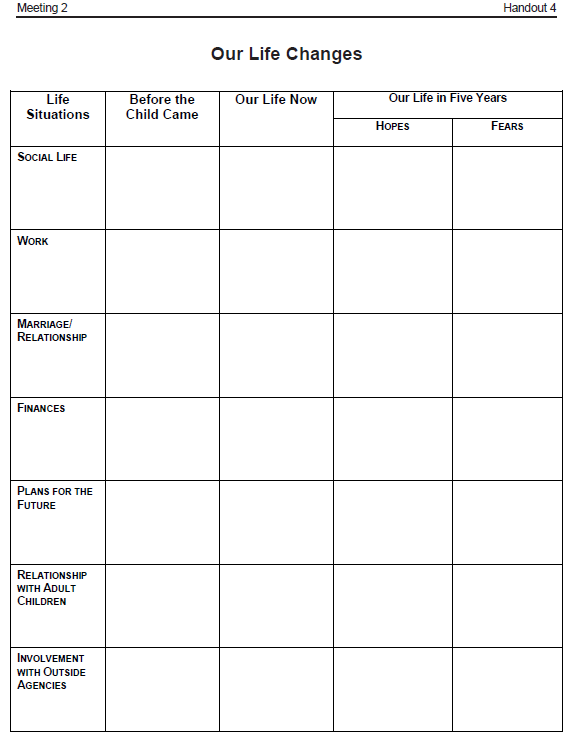 Meeting 2 Handout 4
Our Life Changes
Life
Situations
Before the
Child Came
Our Life Now
Our Life in Five Years
HOPES
FEARS
SOCIAL LIFE
WORK
MARRIAGE/
RELATIONSHIP
FINANCES
PLANS FOR THE
FUTURE
RELATIONSHIP
WITH ADULT
CHILDREN
INVOLVEMENT
WITH OUTSIDE
AGENCIES